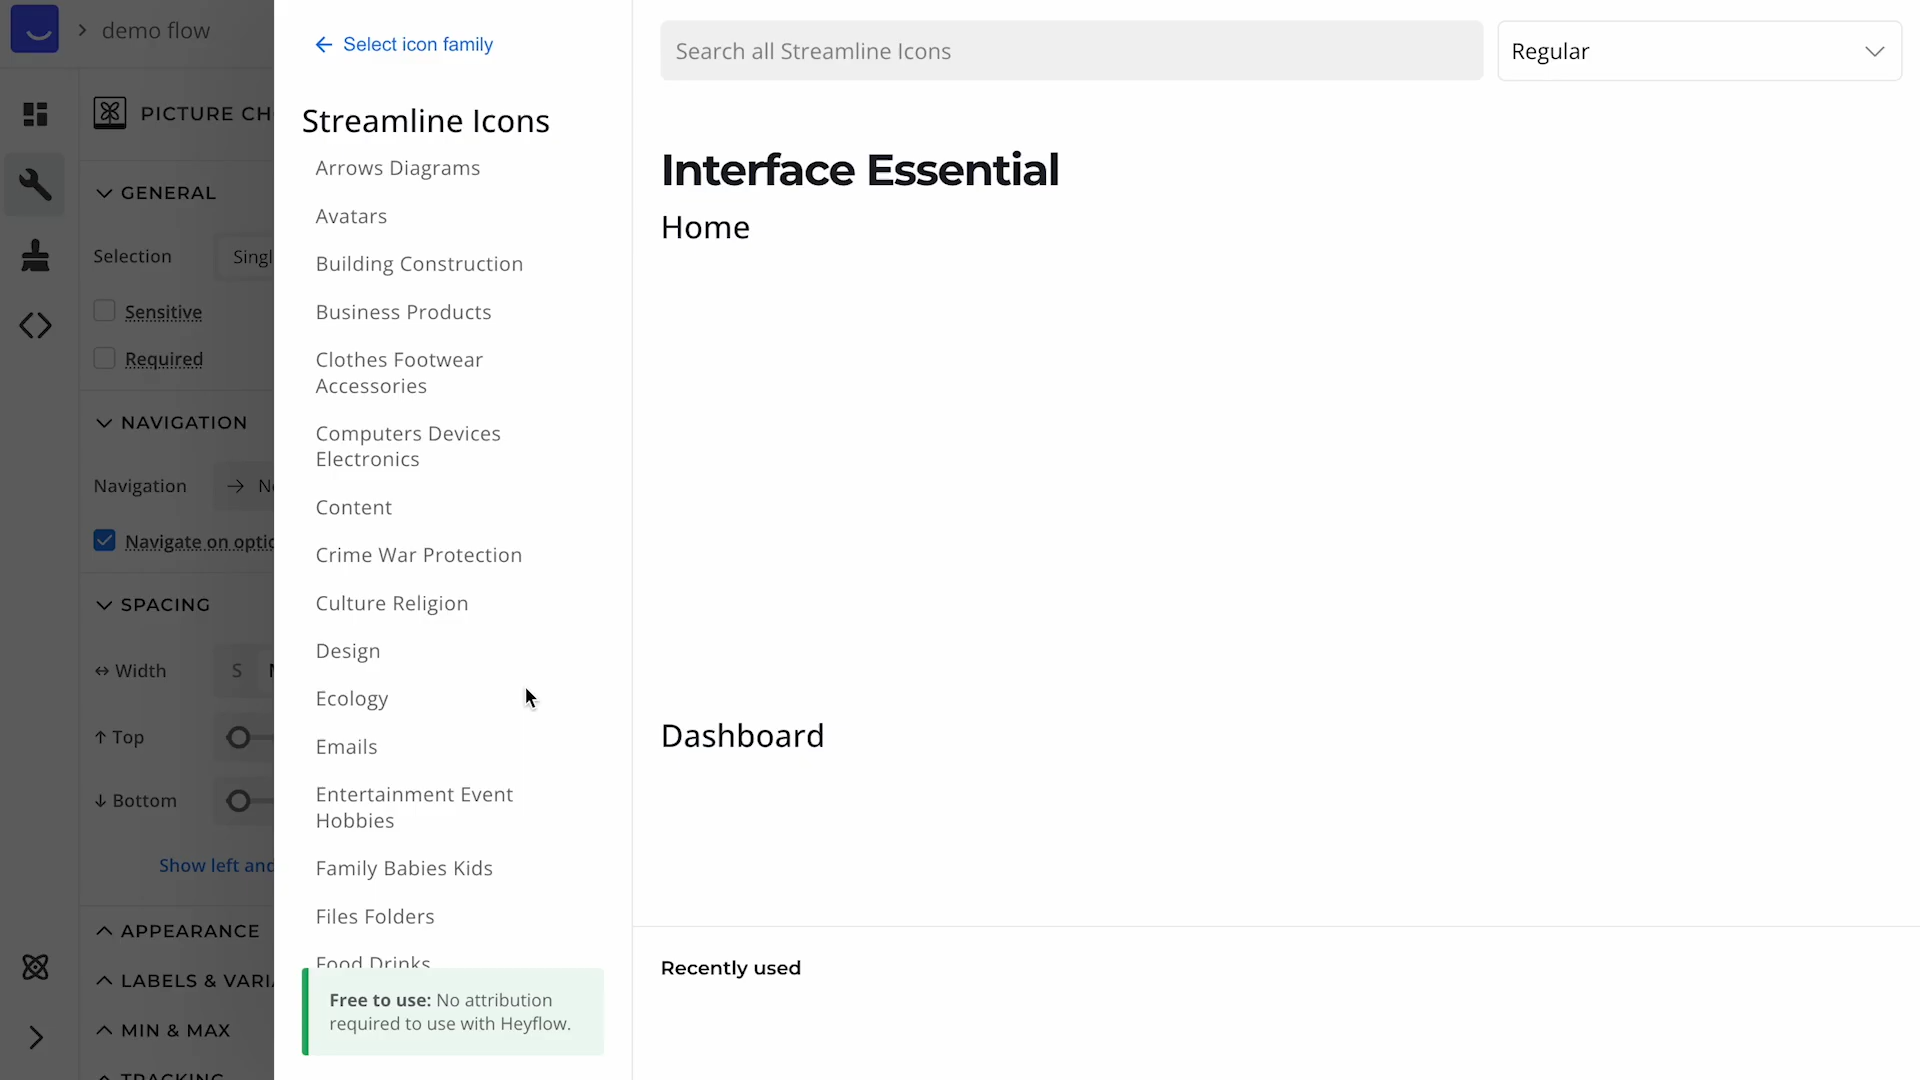 demo flow
PICTURE CH
GENERAL
Selection
Singl
Sensitive
Required
NAVIGATION
Navigation
N
Navigate on optio
SPACING
Width
S
Top
Bottom
Show left and
APPEARANCE
LABELS & VARIA
MIN & MAX
TRACKING
Select icon family
Streamline Icons
Arrows Diagrams
Avatars
Building Construction
Business Products
Clothes Footwear
Accessories
Computers Devices
Electronics
Content
Crime War Protection
Culture Religion
Design
Ecology
Emails
Entertainment Event
Hobbies
Family Babies Kids
Files Folders
Food Drinks
Free to use: No attribution
required to use with Heyflow.
Search all Streamline Icons
Regular
Interface Essential
Home
Dashboard
Recently used